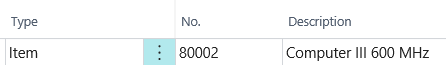 Type No. Description
Item 80002 Computer III 600 MHz